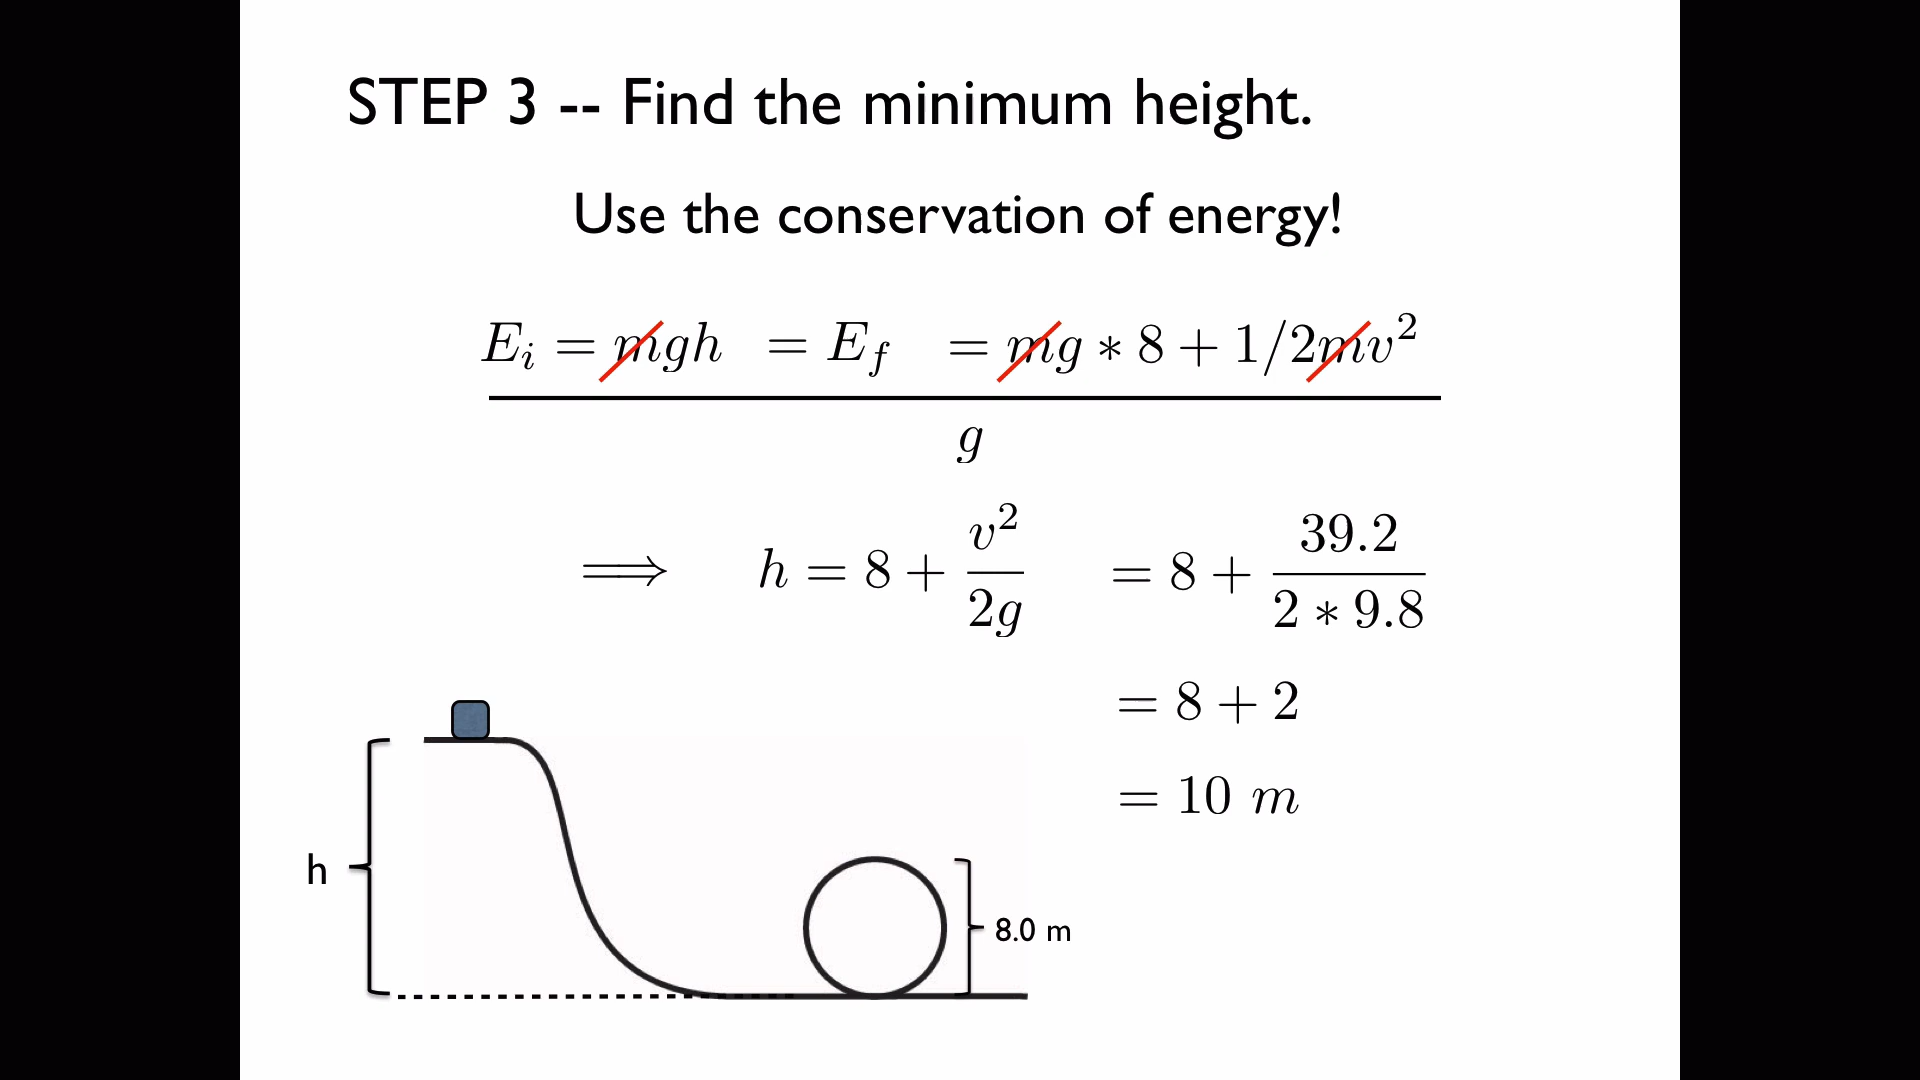 STEP 3 -- Find the minimum height.
Use the conservation of energy!
E_i = mgh = E_f = mg * 8 + 1/2mv^2
g
⟹ h = 8 + v^2/2g = 8 + 39.2/2 * 9.8
= 8 + 2
= 10 m
h
8.0 m